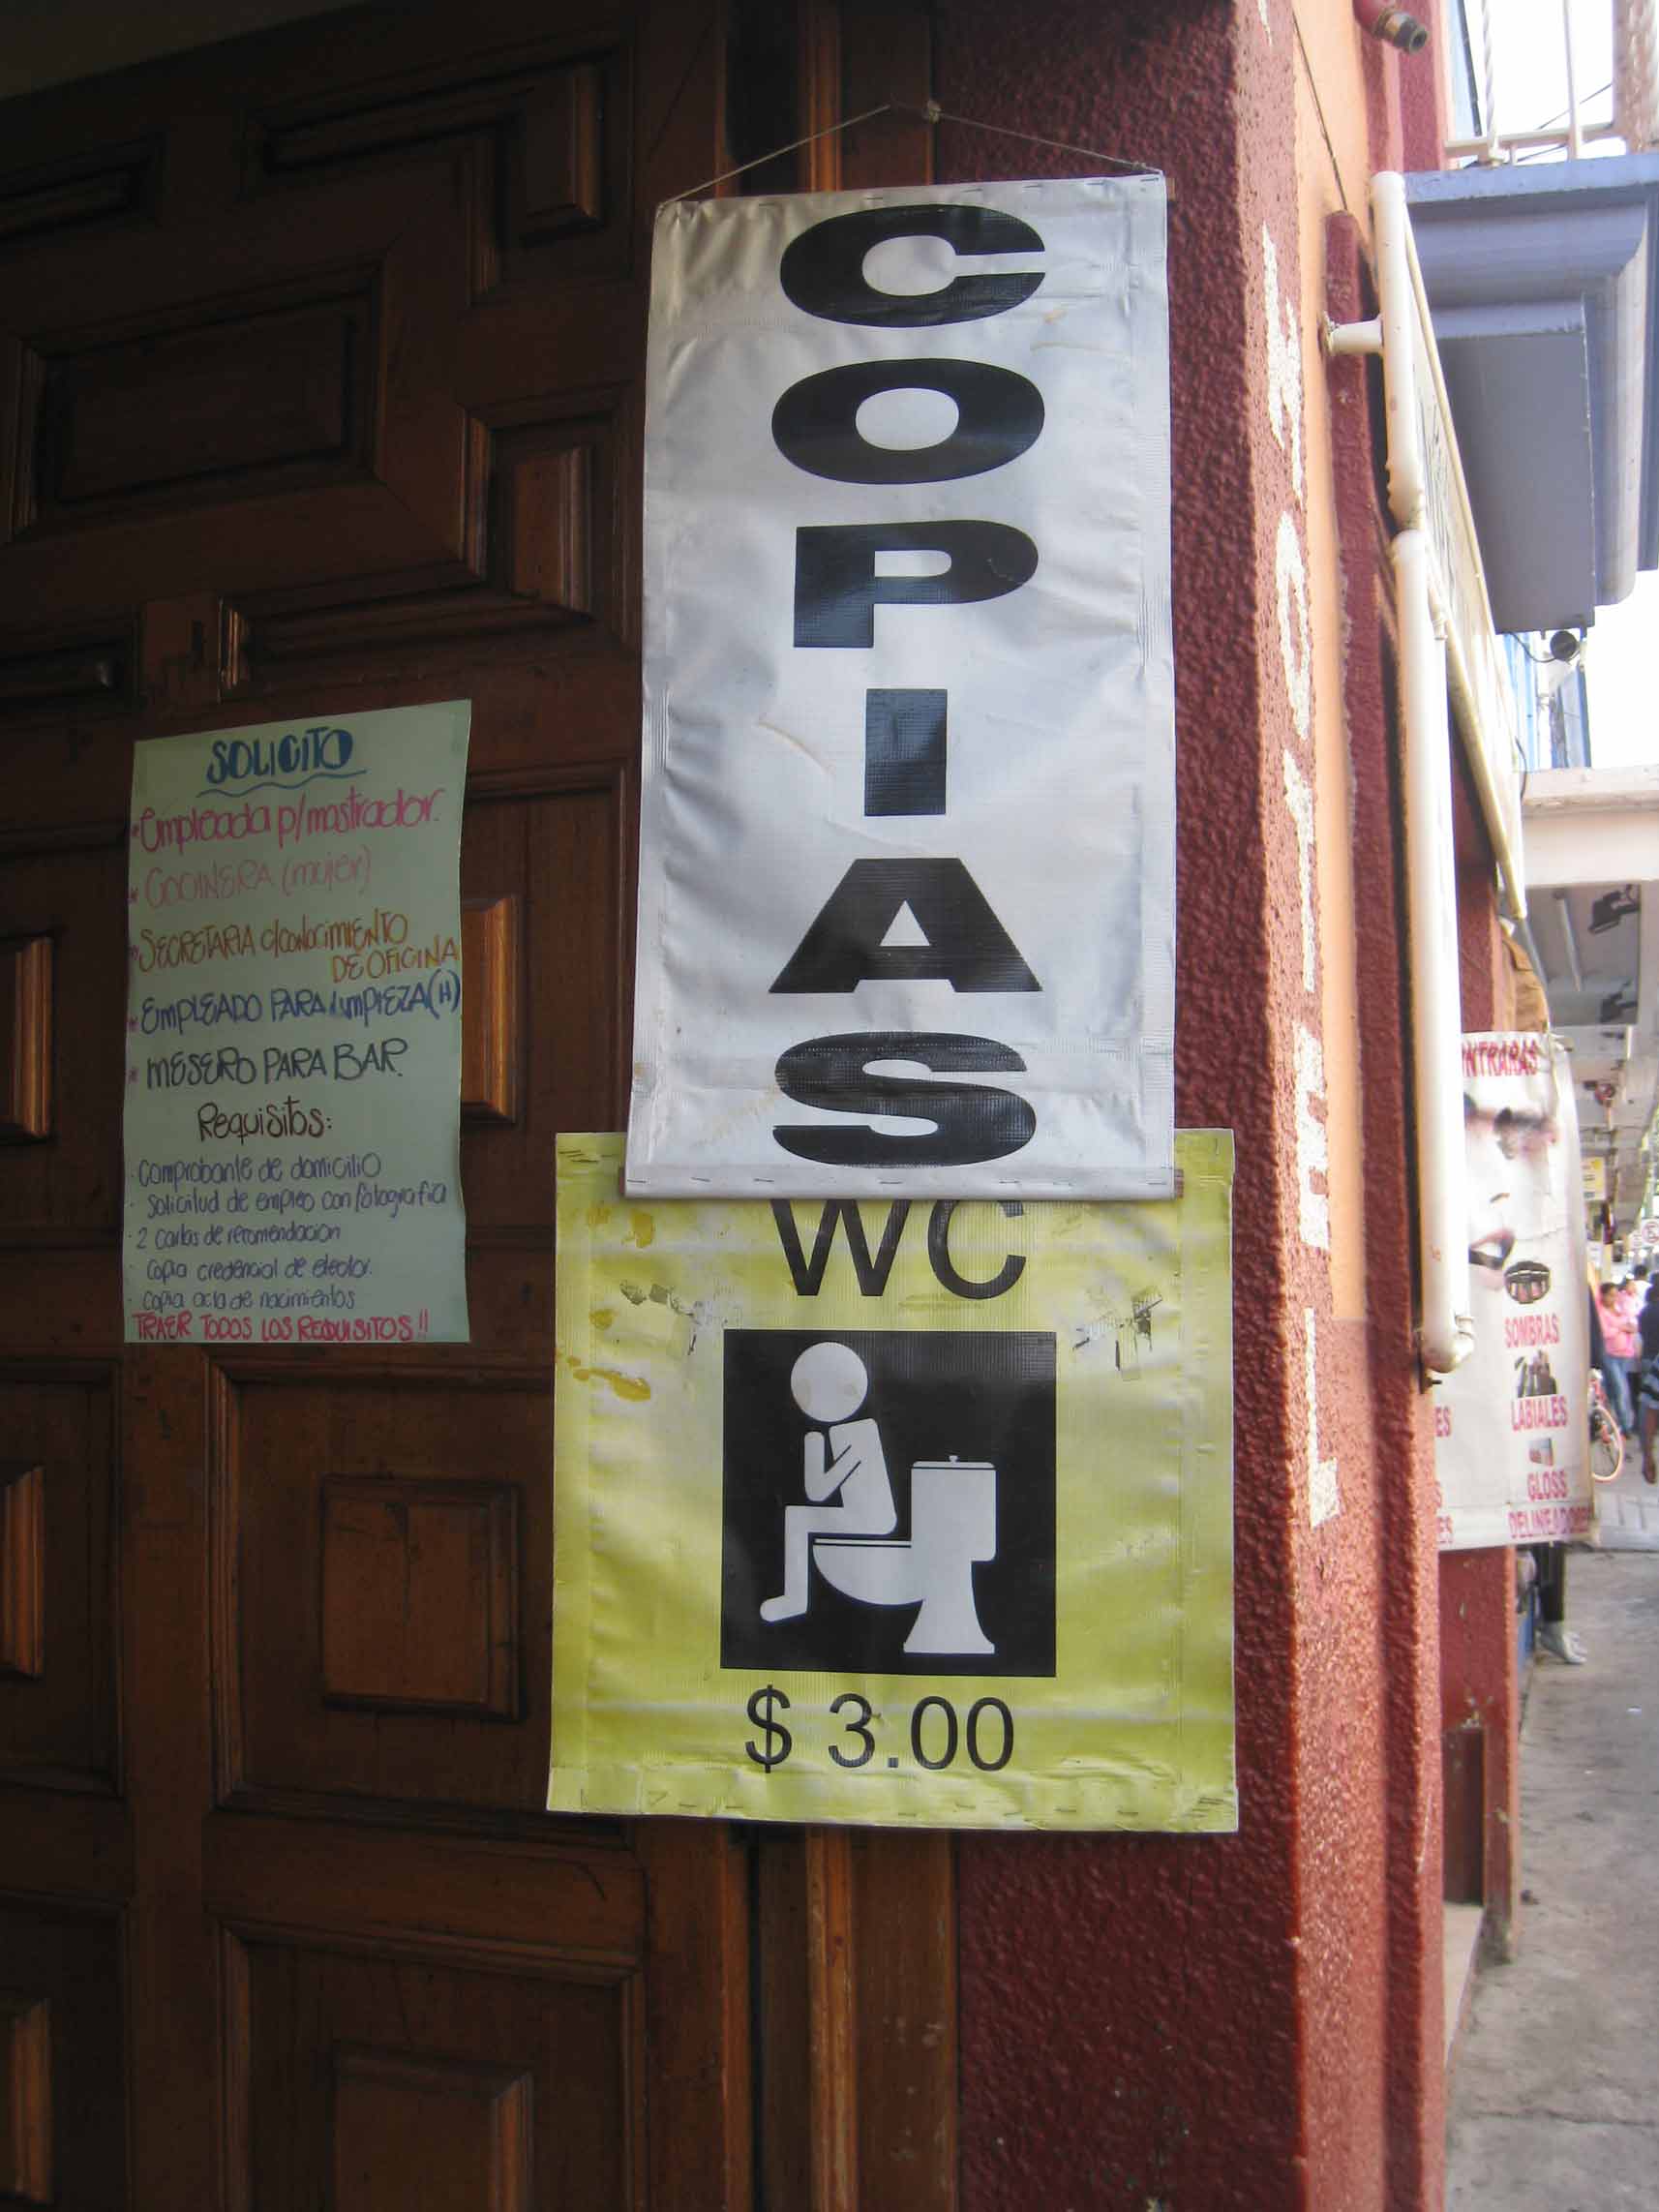 SOLICITO
• Empleada p/mostrador.
* COCINERA (mujer)
* SECRETARIA c/conocimiento
DE OFICINA
* EMPLEADO PARA LIMPIEZA (H)
* MESERO PARA BAR.
Requisitos:
· Comprobante de domicilio
· Solicitud de empleo con fotografia
· 2 cartas de recomendacion
· copia credencial de elector.
· Copia acta de nacimientos
TRAER TODOS LOS REQUISITOS!!
COPIAS
WC
$ 3.00
HOTEL
SOMBRAS
LABIALES
GLOSS